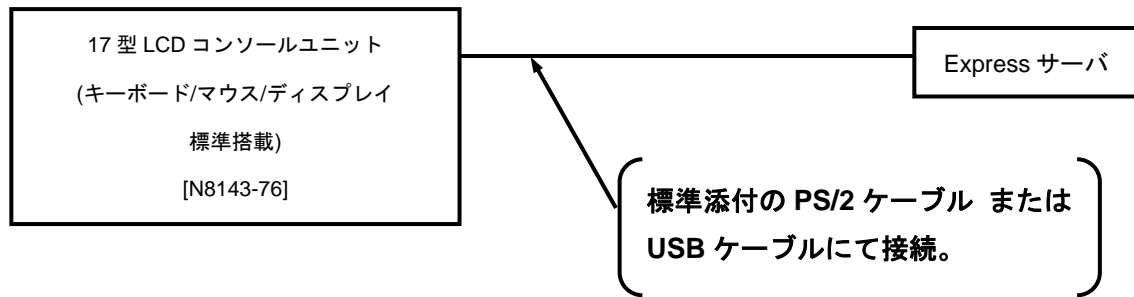 17 型 LCD コンソールユニット
(キーボード/マウス/ディスプレイ
標準搭載)
[N8143-76]
Express サーバ
標準添付の PS/2 ケーブル または
USB ケーブルにて接続。